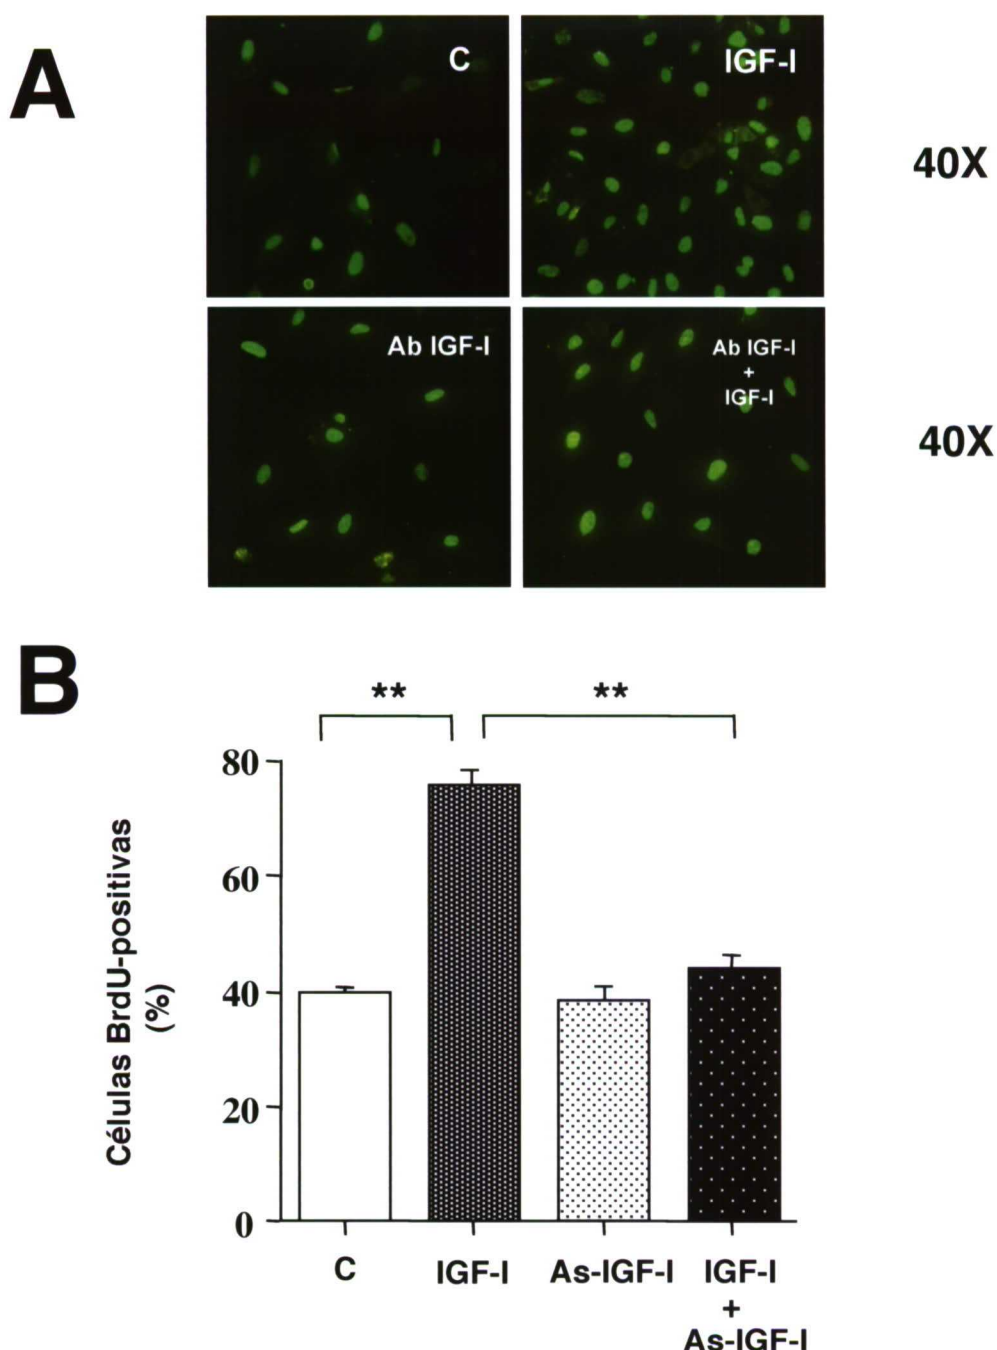 A
C
IGF-I
40X
Ab IGF-I
Ab IGF-I
+
IGF-I
40X
B
**
**
80
60
40
20
0
Células BrdU-positivas
(%)
C
IGF-I
As-IGF-I
IGF-I
+
As-IGF-I